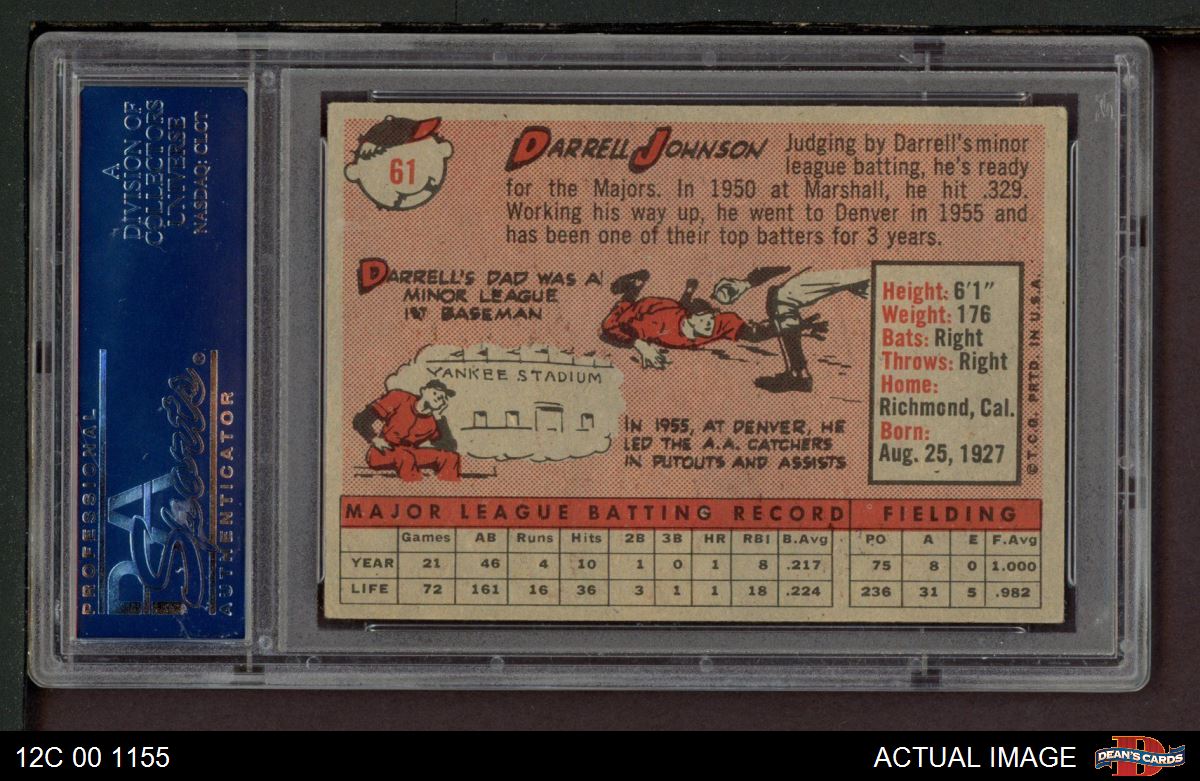 A
DIVISION OF
COLLECTORS
UNIVERSE
NASDAQ: CLCT
PROFESSIONAL
PSA
Sports®
AUTHENTICATOR
61
DARRELL JOHNSON
Judging by Darrell's minor
league batting, he's ready
for the Majors. In 1950 at Marshall, he hit .329.
Working his way up, he went to Denver in 1955 and
has been one of their top batters for 3 years.
DARRELL'S DAD WAS A
MINOR LEAGUE
1ST BASEMAN
YANKEE STADIUM
IN 1955, AT DENVER, HE
LED THE A.A. CATCHERS
IN PUTOUTS AND ASSISTS
Height: 6'1"
Weight: 176
Bats: Right
Throws: Right
Home:
Richmond, Cal.
Born:
Aug. 25, 1927
©T.C.G. PRTD. IN U.S.A.
MAJOR LEAGUE BATTING RECORD FIELDING
Games AB Runs Hits 2B 3B HR RBI B.Avg PO A E F.Avg
YEAR 21 46 4 10 1 0 1 8 .217 75 8 0 1.000
LIFE 72 161 16 36 3 1 1 18 .224 236 31 5 .982
12C 00 1155
ACTUAL IMAGE
D
DEAN'S CARDS